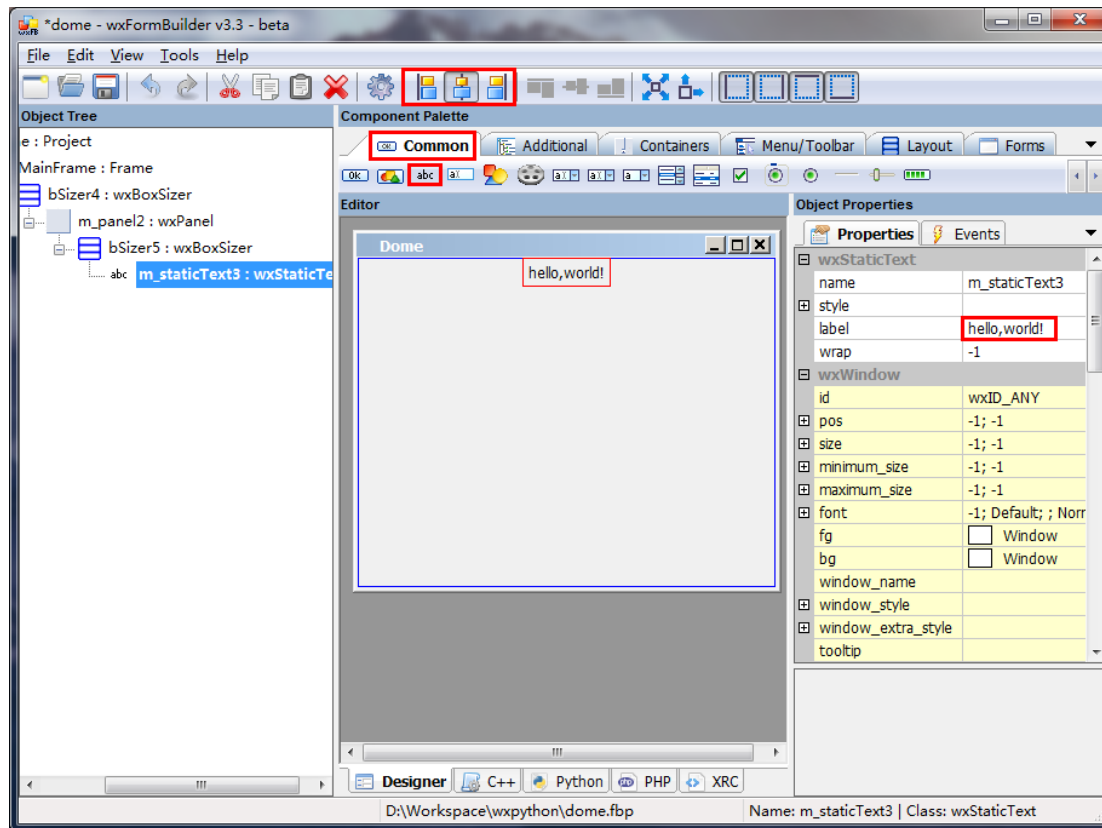 *dome - wxFormBuilder v3.3 - beta
File Edit View Tools Help
Object Tree
Component Palette
e : Project
MainFrame : Frame
bSizer4 : wxBoxSizer
m_panel2 : wxPanel
bSizer5 : wxBoxSizer
abc m_staticText3 : wxStaticTe
Common Additional Containers Menu/Toolbar Layout Forms
OK abc
Editor
Dome
hello,world!
Object Properties
Properties Events
wxStaticText
name m_staticText3
style
label hello,world!
wrap -1
wxWindow
id wxID_ANY
pos -1; -1
size -1; -1
minimum_size -1; -1
maximum_size -1; -1
font -1; Default; ; Norr
fg Window
bg Window
window_name
window_style
window_extra_style
tooltip
Designer C++ Python PHP XRC
D:\Workspace\wxpython\dome.fbp
Name: m_staticText3 | Class: wxStaticText